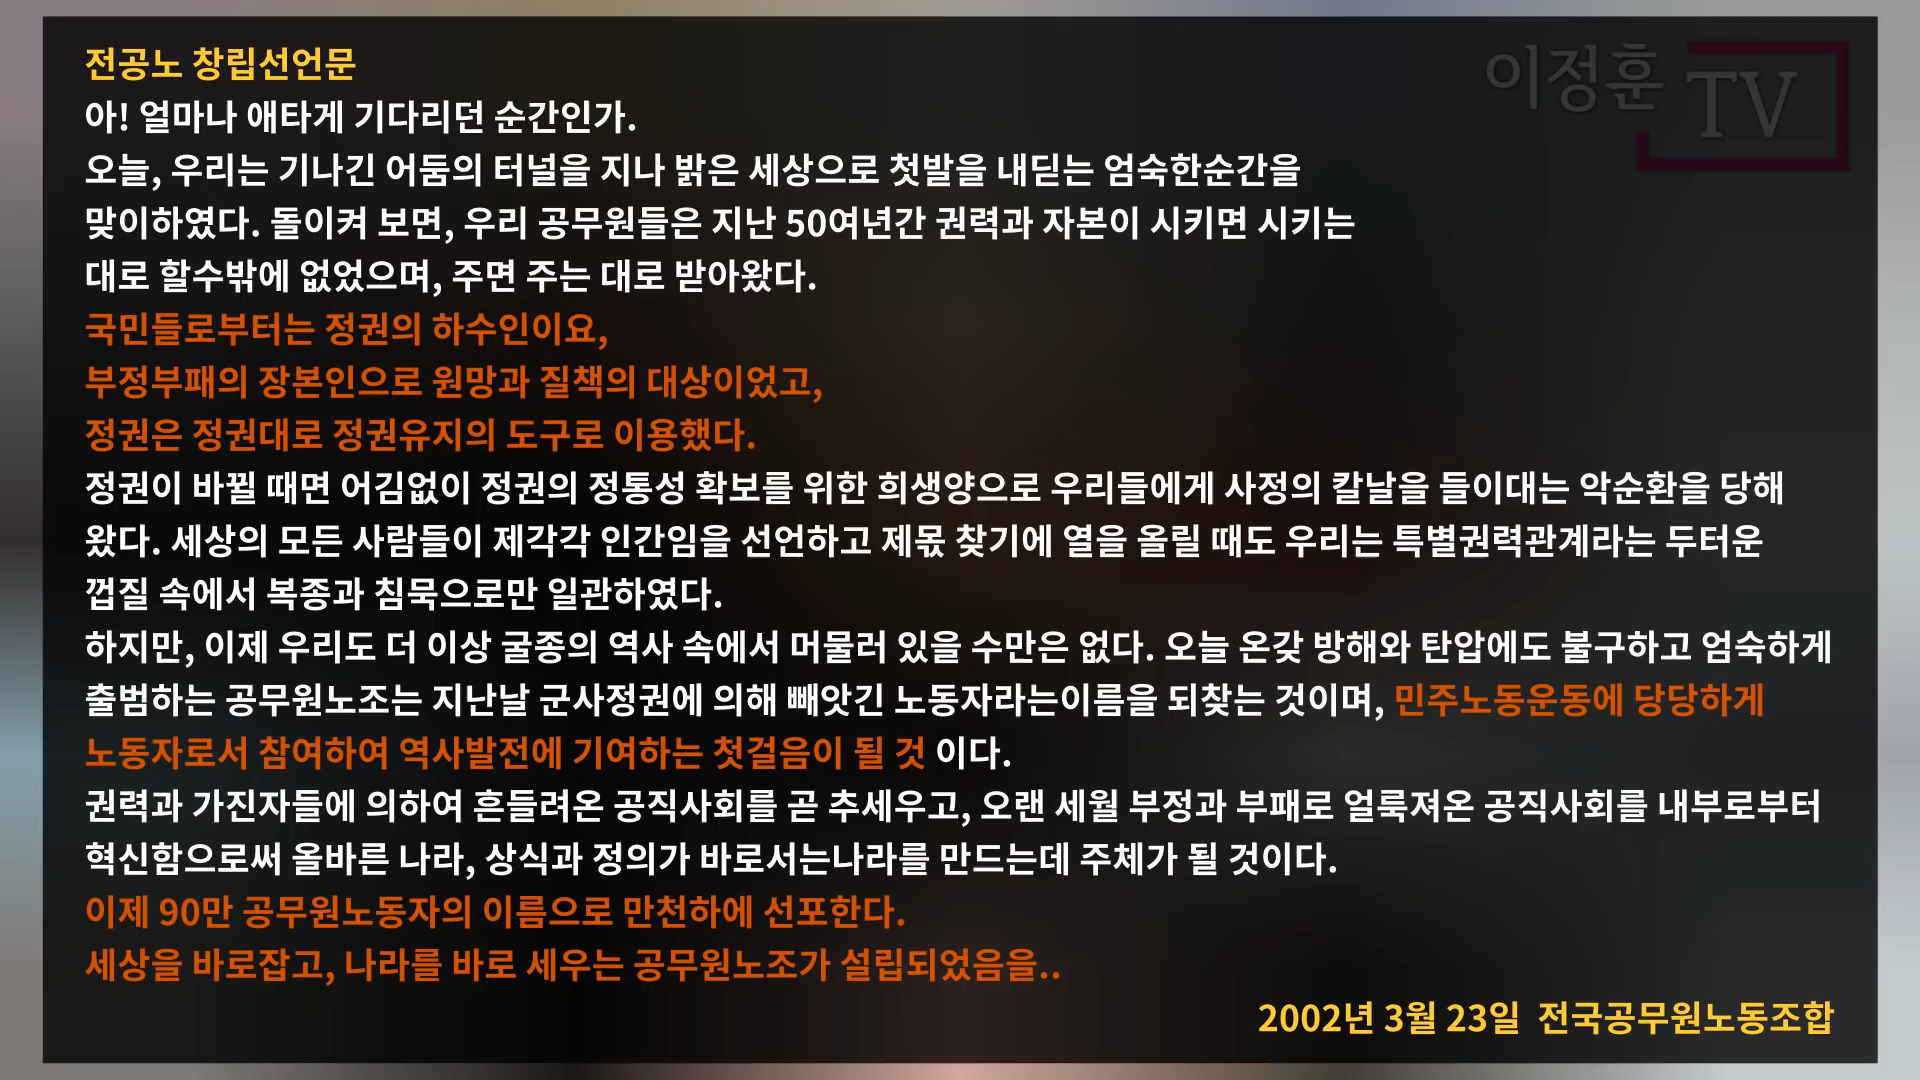 전공노 창립선언문
이정훈 TV
아! 얼마나 애타게 기다리던 순간인가.
오늘, 우리는 기나긴 어둠의 터널을 지나 밝은 세상으로 첫발을 내딛는 엄숙한순간을
맞이하였다. 돌이켜 보면, 우리 공무원들은 지난 50여년간 권력과 자본이 시키면 시키는
대로 할수밖에 없었으며, 주면 주는 대로 받아왔다.
국민들로부터는 정권의 하수인이요,
부정부패의 장본인으로 원망과 질책의 대상이었고,
정권은 정권대로 정권유지의 도구로 이용했다.
정권이 바뀔 때면 어김없이 정권의 정통성 확보를 위한 희생양으로 우리들에게 사정의 칼날을 들이대는 악순환을 당해
왔다. 세상의 모든 사람들이 제각각 인간임을 선언하고 제몫 찾기에 열을 올릴 때도 우리는 특별권력관계라는 두터운
껍질 속에서 복종과 침묵으로만 일관하였다.
하지만, 이제 우리도 더 이상 굴종의 역사 속에서 머물러 있을 수만은 없다. 오늘 온갖 방해와 탄압에도 불구하고 엄숙하게
출범하는 공무원노조는 지난날 군사정권에 의해 빼앗긴 노동자라는이름을 되찾는 것이며, 민주노동운동에 당당하게
노동자로서 참여하여 역사발전에 기여하는 첫걸음이 될 것 이다.
권력과 가진자들에 의하여 흔들려온 공직사회를 곧 추세우고, 오랜 세월 부정과 부패로 얼룩져온 공직사회를 내부로부터
혁신함으로써 올바른 나라, 상식과 정의가 바로서는나라를 만드는데 주체가 될 것이다.
이제 90만 공무원노동자의 이름으로 만천하에 선포한다.
세상을 바로잡고, 나라를 바로 세우는 공무원노조가 설립되었음을..
2002년 3월 23일 전국공무원노동조합